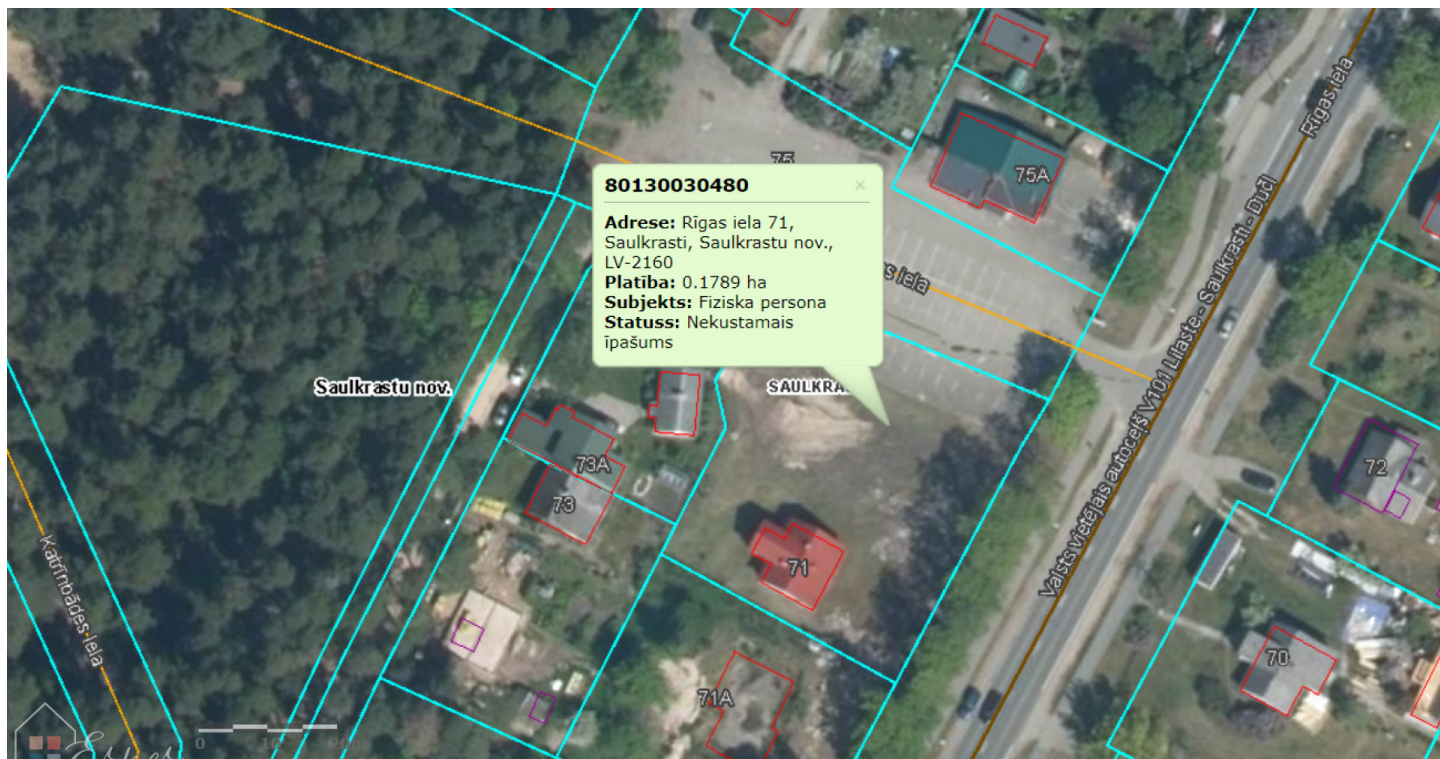 75
75A
Rīgas iela
80130030480
×
Adrese: Rīgas iela 71,
Saulkrasti, Saulkrastu nov.,
LV-2160
Platība: 0.1789 ha
Subjekts: Fiziska persona
Statuss: Nekustamais
īpašums
s iela
Valsts vietējais autoceļš V101 Lilaste - Saulkrasti - Duči
Saulkrastu nov.
SAULKRAS
73A
73
72
71
71A
70
Katrīnbādes iela
0